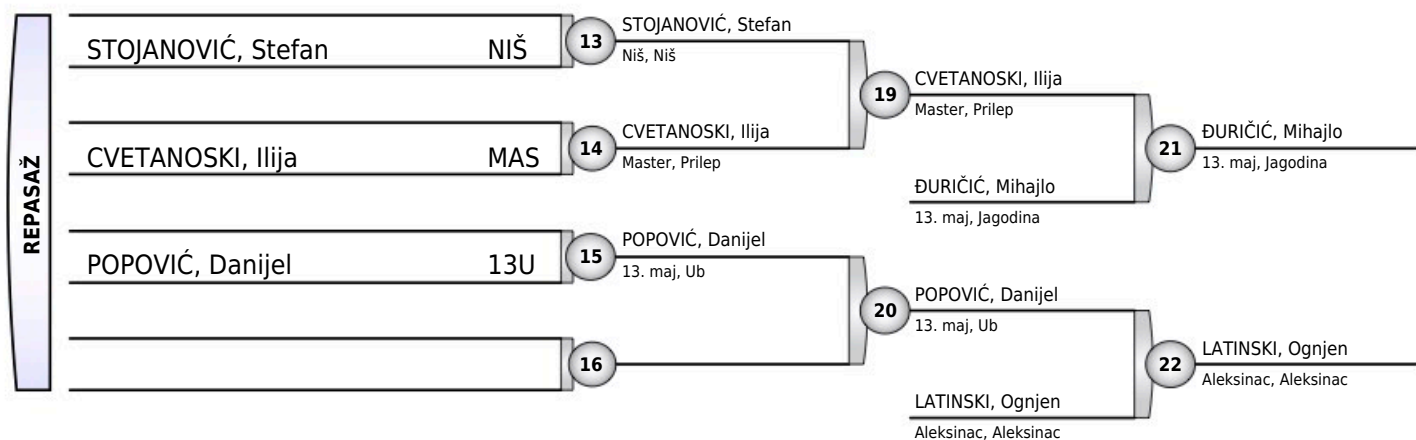 REPASAŽ
STOJANOVIĆ, Stefan NIŠ
CVETANOSKI, Ilija MAS
POPOVIĆ, Danijel 13U
13
14
15
16
STOJANOVIĆ, Stefan
Niš, Niš
CVETANOSKI, Ilija
Master, Prilep
POPOVIĆ, Danijel
13. maj, Ub
19
20
CVETANOSKI, Ilija
Master, Prilep
ĐURIČIĆ, Mihajlo
13. maj, Jagodina
POPOVIĆ, Danijel
13. maj, Ub
LATINSKI, Ognjen
Aleksinac, Aleksinac
21
22
ĐURIČIĆ, Mihajlo
13. maj, Jagodina
LATINSKI, Ognjen
Aleksinac, Aleksinac